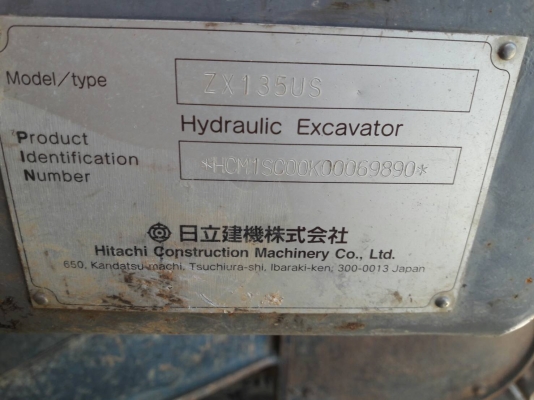 Model/type ZX135US
Hydraulic Excavator
Product
Identification *HCM1SC00K00069890*
Number
日立建機株式会社
Hitachi Construction Machinery Co., Ltd.
650, Kandatsu-machi, Tsuchiura-shi, Ibaraki-ken, 300-0013 Japan